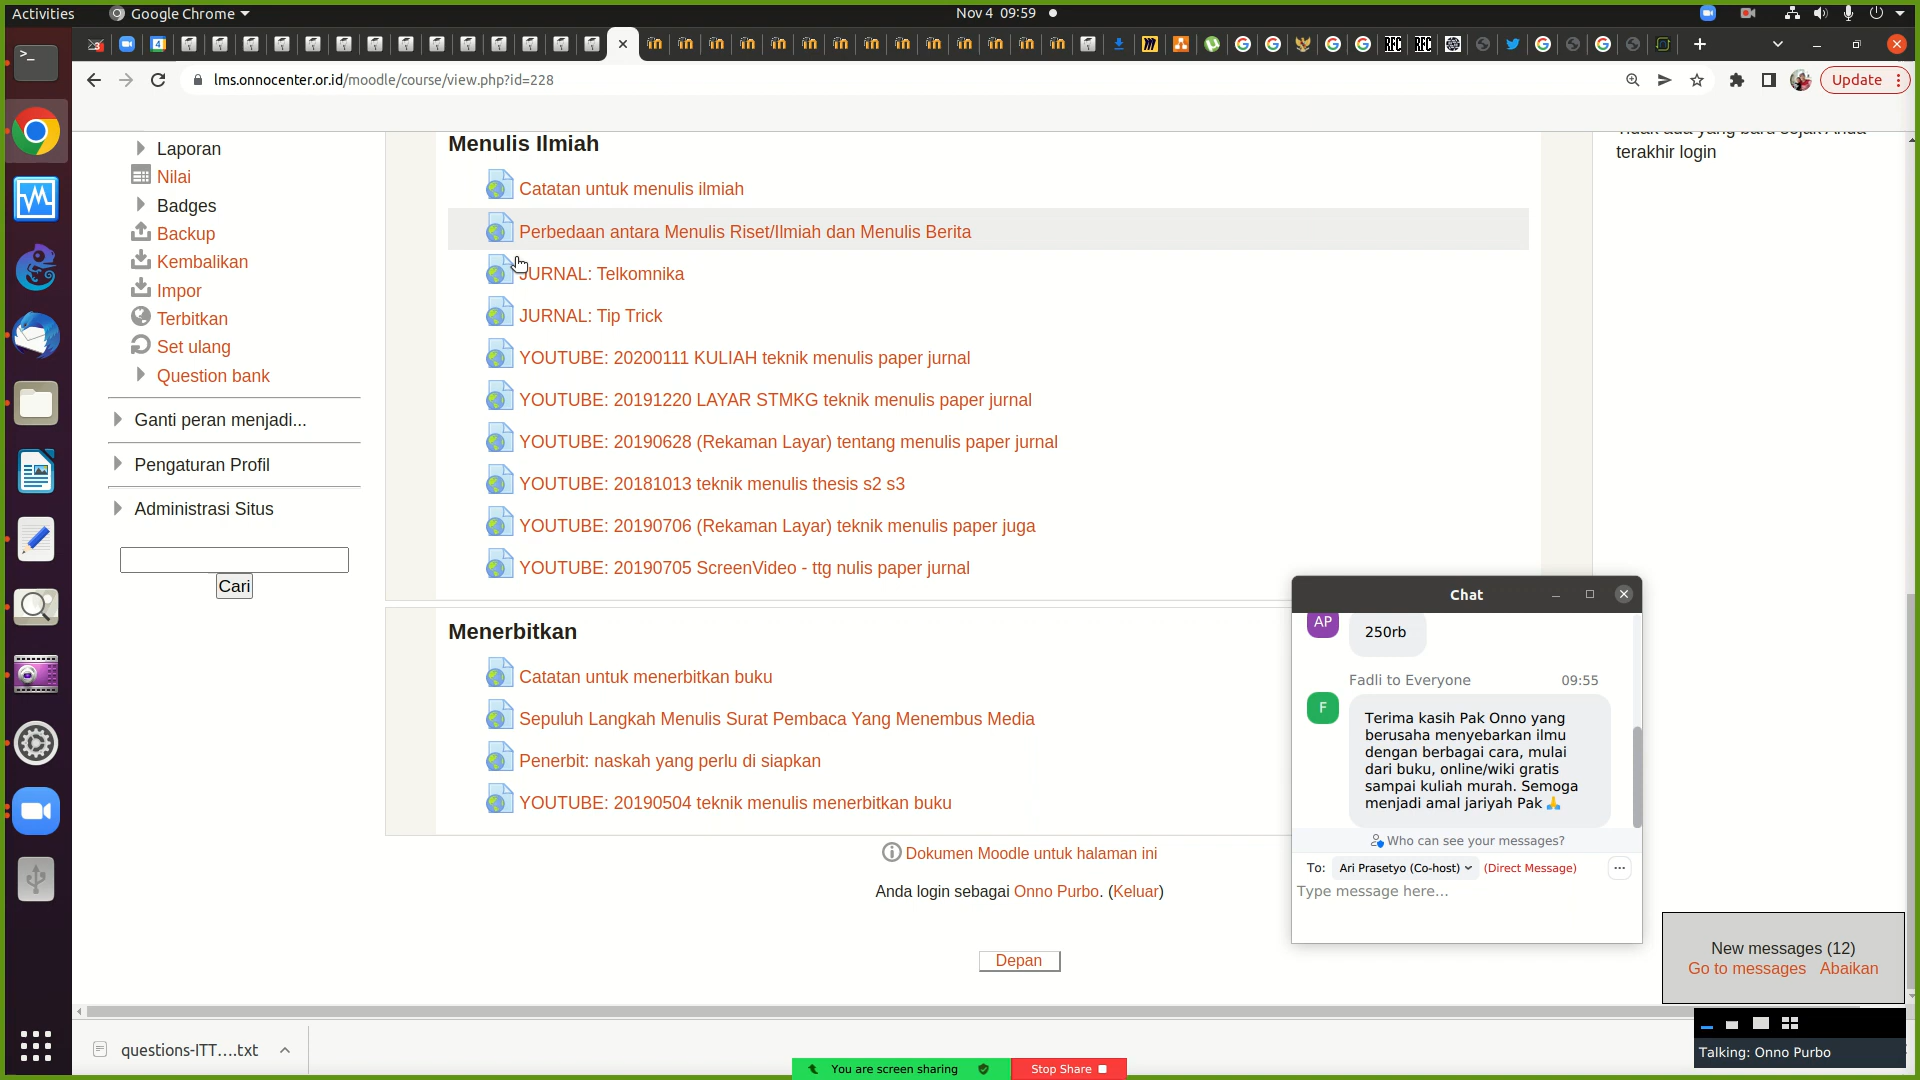 Activities
Google Chrome
Nov 4 09:59
lms.onnocenter.or.id/moodle/course/view.php?id=228
Update
Laporan
Nilai
Badges
Backup
Kembalikan
Impor
Terbitkan
Set ulang
Question bank
Ganti peran menjadi...
Pengaturan Profil
Administrasi Situs
Cari
Menulis Ilmiah
Catatan untuk menulis ilmiah
Perbedaan antara Menulis Riset/Ilmiah dan Menulis Berita
JURNAL: Telkomnika
JURNAL: Tip Trick
YOUTUBE: 20200111 KULIAH teknik menulis paper jurnal
YOUTUBE: 20191220 LAYAR STMKG teknik menulis paper jurnal
YOUTUBE: 20190628 (Rekaman Layar) tentang menulis paper jurnal
YOUTUBE: 20181013 teknik menulis thesis s2 s3
YOUTUBE: 20190706 (Rekaman Layar) teknik menulis paper juga
YOUTUBE: 20190705 ScreenVideo - ttg nulis paper jurnal
Menerbitkan
Catatan untuk menerbitkan buku
Sepuluh Langkah Menulis Surat Pembaca Yang Menembus Media
Penerbit: naskah yang perlu di siapkan
YOUTUBE: 20190504 teknik menulis menerbitkan buku
Dokumen Moodle untuk halaman ini
Anda login sebagai Onno Purbo. (Keluar)
Depan
Tidak ada yang baru sejak Anda
terakhir login
Chat
AP
250rb
Fadli to Everyone 09:55
F
Terima kasih Pak Onno yang
berusaha menyebarkan ilmu
dengan berbagai cara, mulai
dari buku, online/wiki gratis
sampai kuliah murah. Semoga
menjadi amal jariyah Pak🙏
Who can see your messages?
To: Ari Prasetyo (Co-host) (Direct Message) ...
Type message here...
New messages (12)
Go to messages Abaikan
Talking: Onno Purbo
questions-ITT....txt
You are screen sharing
Stop Share